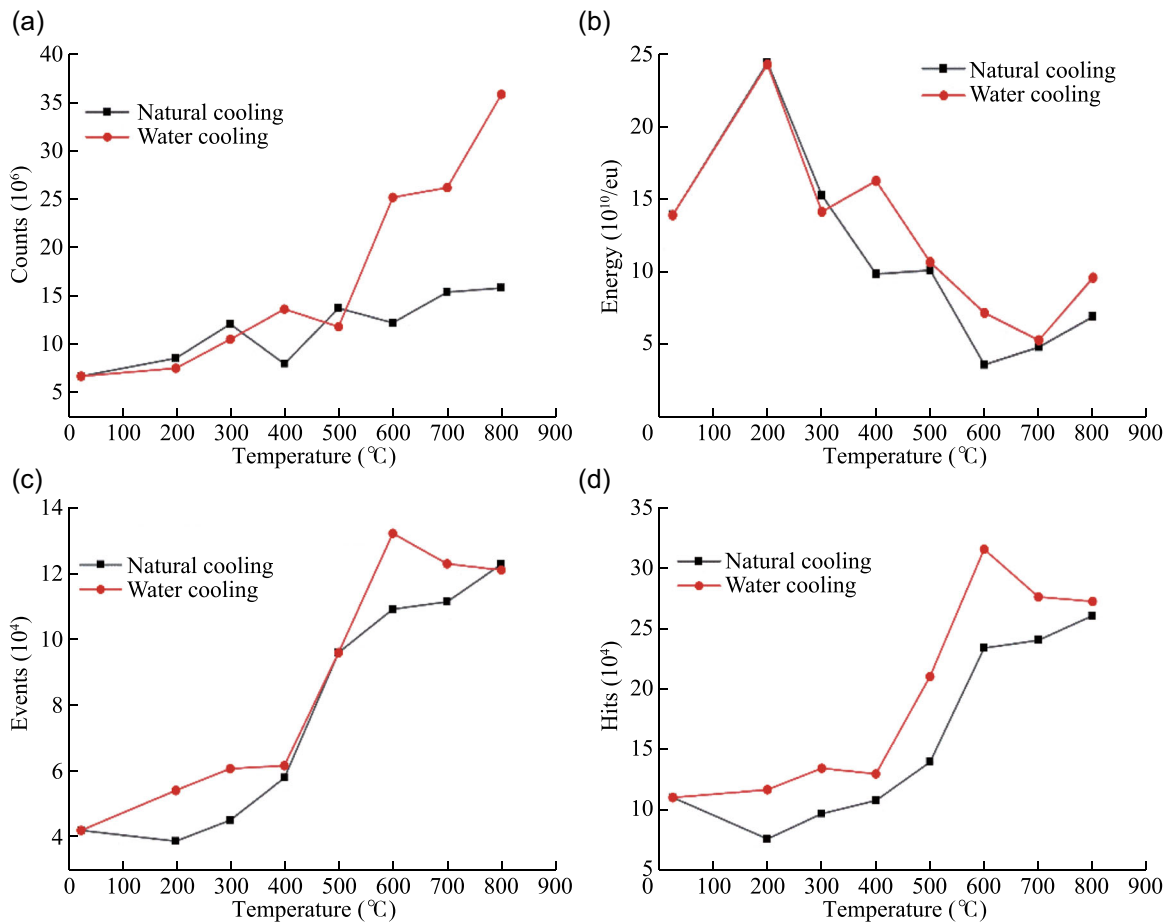 (a)
40
35
30
25
20
15
10
5
Counts (10⁶)
Natural cooling
Water cooling
0 100 200 300 400 500 600 700 800 900
Temperature (℃)
(b)
25
20
15
10
5
Energy (10¹⁰/eu)
Natural cooling
Water cooling
0 100 200 300 400 500 600 700 800 900
Temperature (℃)
(c)
14
12
10
8
6
4
Events (10⁴)
Natural cooling
Water cooling
0 100 200 300 400 500 600 700 800 900
Temperature (℃)
(d)
35
30
25
20
15
10
5
Hits (10⁴)
Natural cooling
Water cooling
0 100 200 300 400 500 600 700 800 900
Temperature (℃)